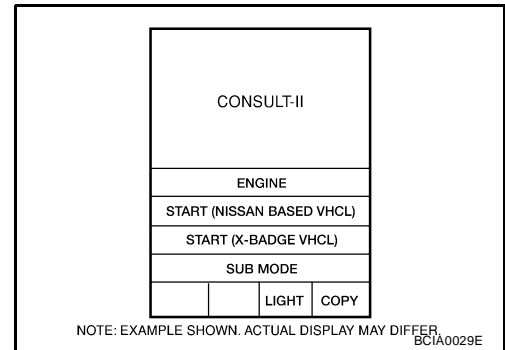 CONSULT-II
ENGINE
START (NISSAN BASED VHCL)
START (X-BADGE VHCL)
SUB MODE
LIGHT COPY
NOTE: EXAMPLE SHOWN. ACTUAL DISPLAY MAY DIFFER.
BCIA0029E